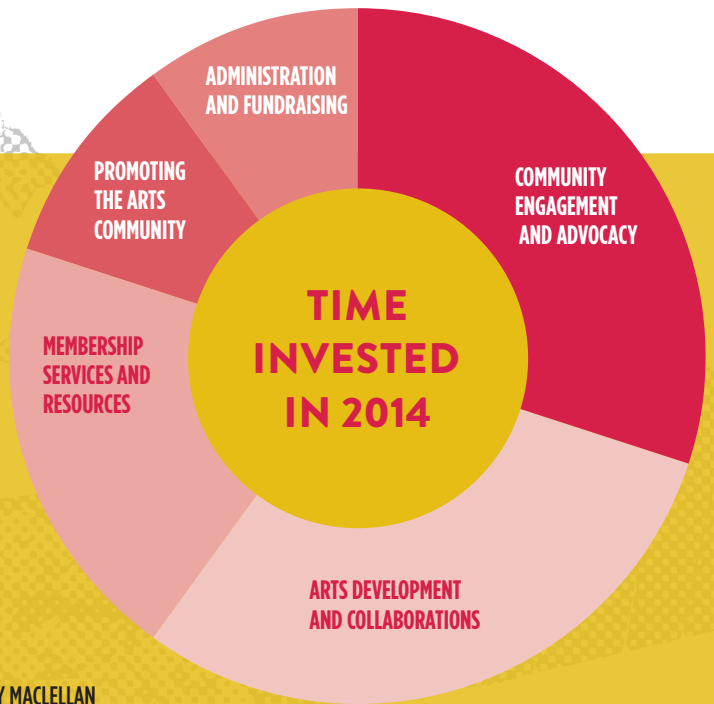 ADMINISTRATION
AND FUNDRAISING
PROMOTING
THE ARTS
COMMUNITY
COMMUNITY
ENGAGEMENT
AND ADVOCACY
TIME
INVESTED
IN 2014
MEMBERSHIP
SERVICES AND
RESOURCES
ARTS DEVELOPMENT
AND COLLABORATIONS
MACLELLAN